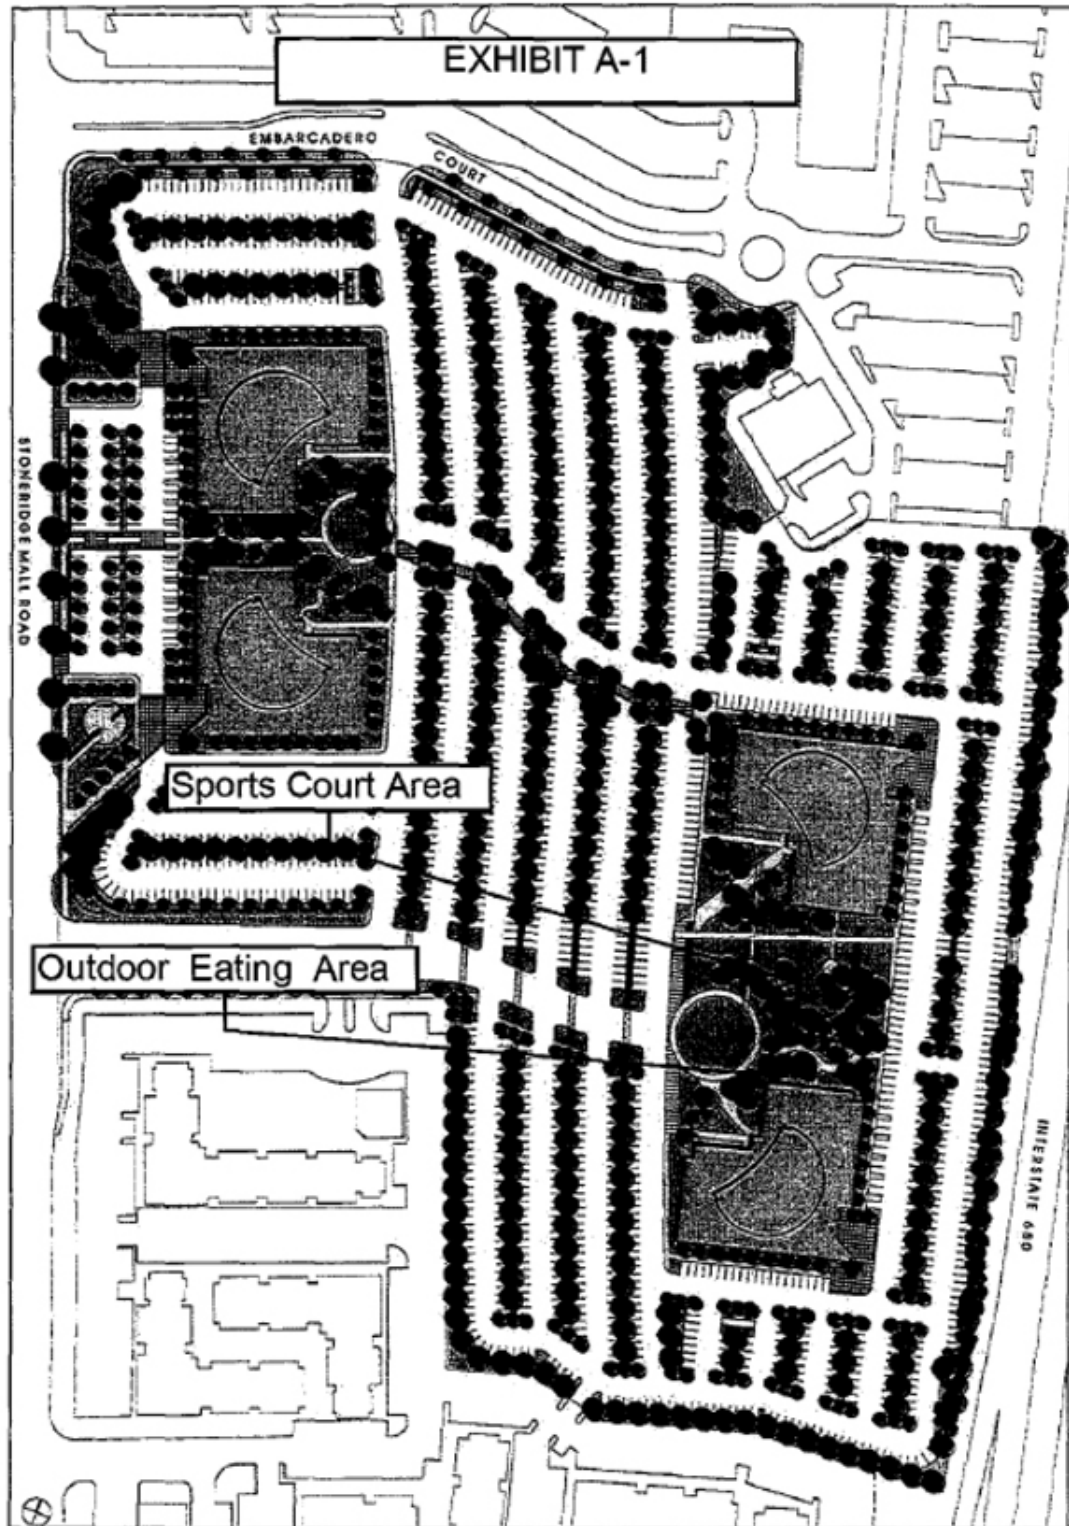 EXHIBIT A-1
EMBARCADERO
COURT
STONERIDGE MALL ROAD
Sports Court Area
Outdoor Eating Area
INTERSTATE 680